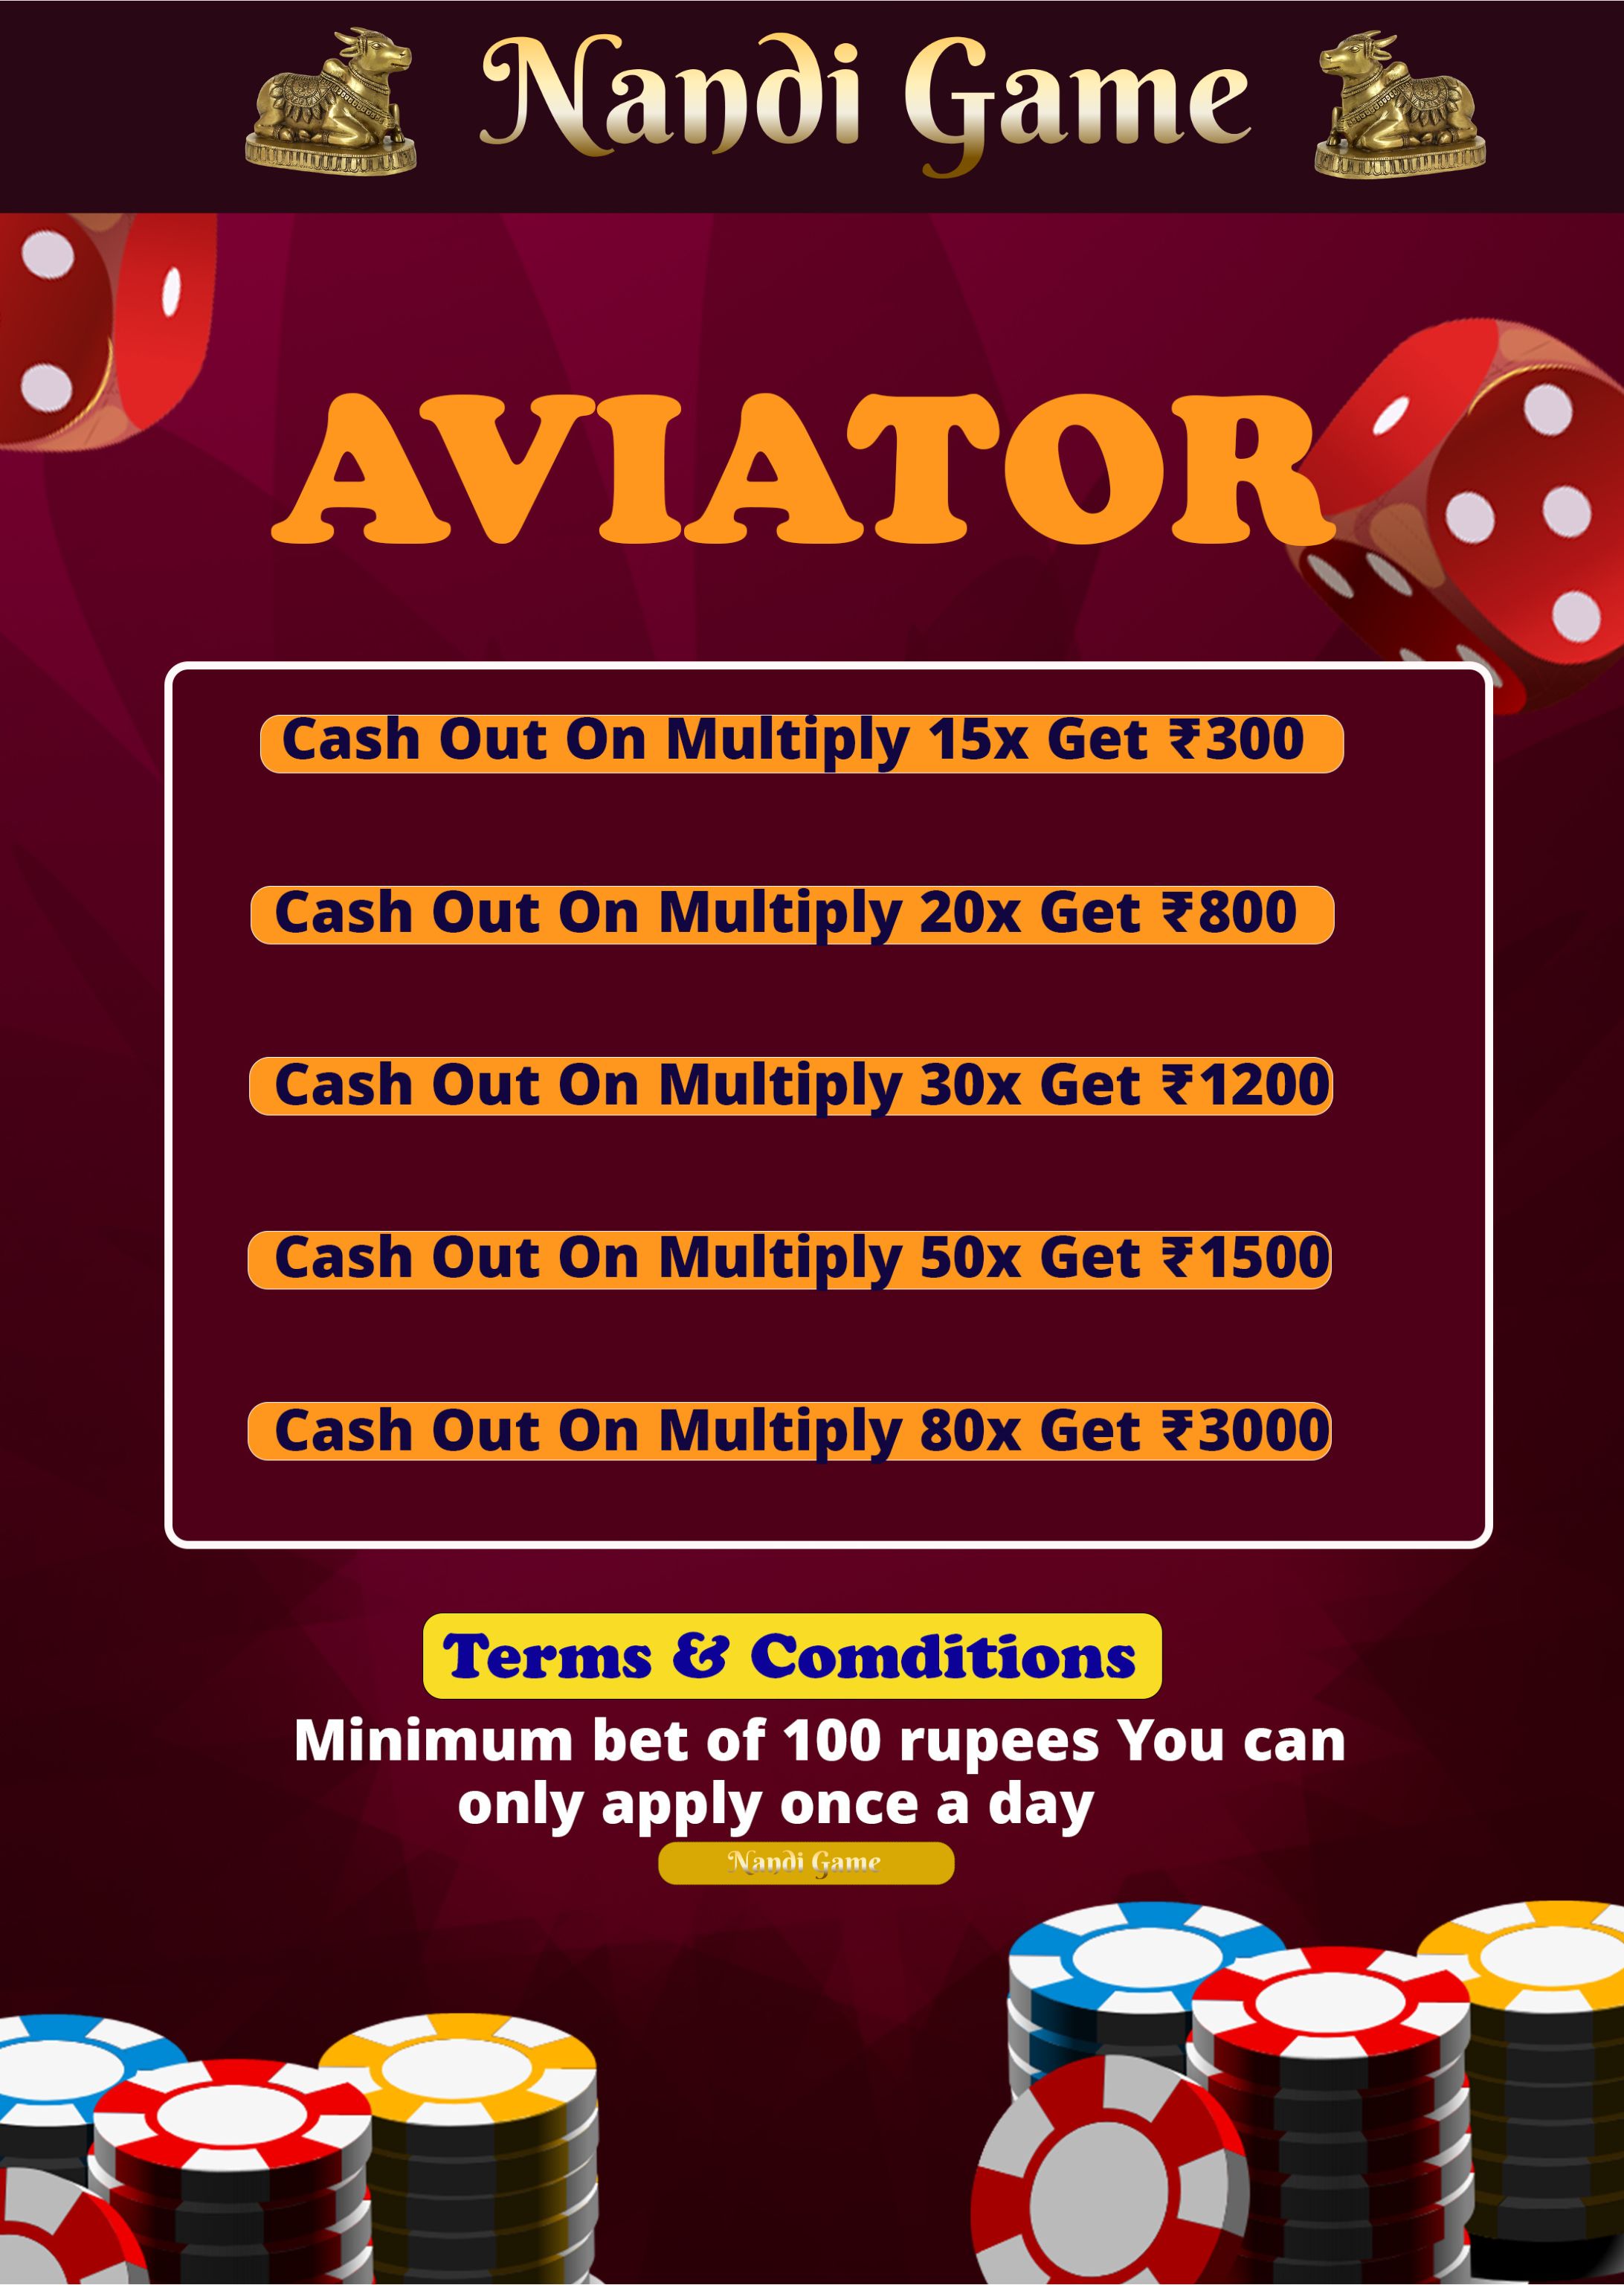 Nandi Game
AVIATOR
Cash Out On Multiply 15x Get ₹300
Cash Out On Multiply 20x Get ₹800
Cash Out On Multiply 30x Get ₹1200
Cash Out On Multiply 50x Get ₹1500
Cash Out On Multiply 80x Get ₹3000
Terms & Comditions
Minimum bet of 100 rupees You can
only apply once a day
Nandi Game